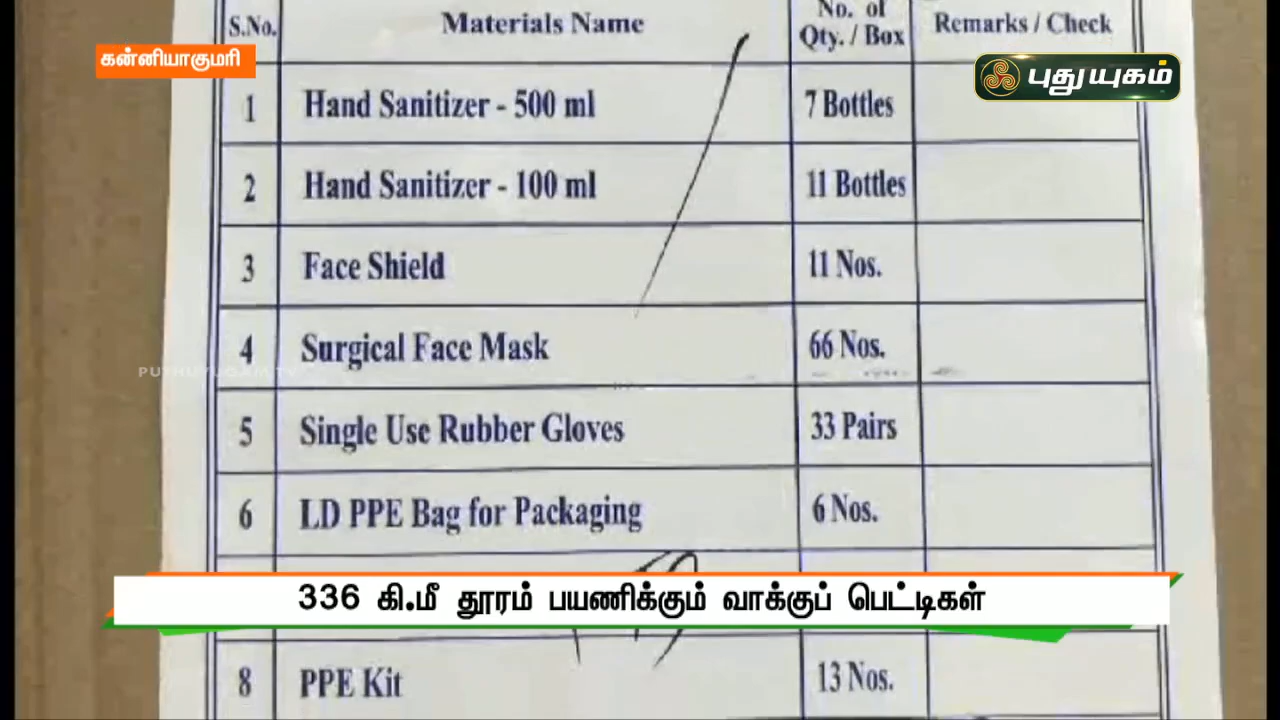 S.No. Materials Name No. of Qty. / Box Remarks / Check
கன்னியாகுமரி
புதுயுகம்
1 Hand Sanitizer - 500 ml 7 Bottles
2 Hand Sanitizer - 100 ml 11 Bottles
3 Face Shield 11 Nos.
4 Surgical Face Mask 66 Nos.
PUTHUYUGAM TV
5 Single Use Rubber Gloves 33 Pairs
6 LD PPE Bag for Packaging 6 Nos.
336 கி.மீ தூரம் பயணிக்கும் வாக்குப் பெட்டிகள்
8 PPE Kit 13 Nos.